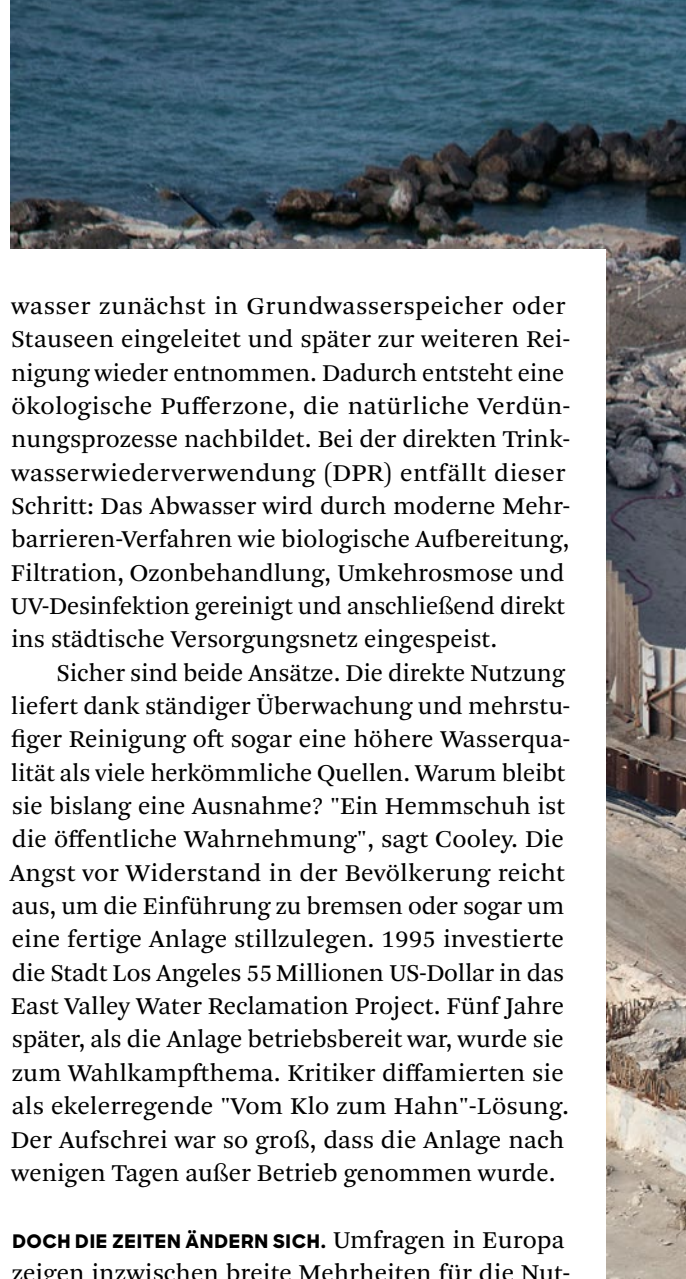 wasser zunächst in Grundwasserspeicher oder
Stauseen eingeleitet und später zur weiteren Rei-
nigung wieder entnommen. Dadurch entsteht eine
ökologische Pufferzone, die natürliche Verdün-
nungsprozesse nachbildet. Bei der direkten Trink-
wasserwiederverwendung (DPR) entfällt dieser
Schritt: Das Abwasser wird durch moderne Mehr-
barrieren-Verfahren wie biologische Aufbereitung,
Filtration, Ozonbehandlung, Umkehrosmose und
UV-Desinfektion gereinigt und anschließend direkt
ins städtische Versorgungsnetz eingespeist.
Sicher sind beide Ansätze. Die direkte Nutzung
liefert dank ständiger Überwachung und mehrstu-
figer Reinigung oft sogar eine höhere Wasserqua-
lität als viele herkömmliche Quellen. Warum bleibt
sie bislang eine Ausnahme? "Ein Hemmschuh ist
die öffentliche Wahrnehmung", sagt Cooley. Die
Angst vor Widerstand in der Bevölkerung reicht
aus, um die Einführung zu bremsen oder sogar um
eine fertige Anlage stillzulegen. 1995 investierte
die Stadt Los Angeles 55 Millionen US-Dollar in das
East Valley Water Reclamation Project. Fünf Jahre
später, als die Anlage betriebsbereit war, wurde sie
zum Wahlkampfthema. Kritiker diffamierten sie
als ekelerregende "Vom Klo zum Hahn"-Lösung.
Der Aufschrei war so groß, dass die Anlage nach
wenigen Tagen außer Betrieb genommen wurde.
DOCH DIE ZEITEN ÄNDERN SICH. Umfragen in Europa
zeigen inzwischen breite Mehrheiten für die Nut-